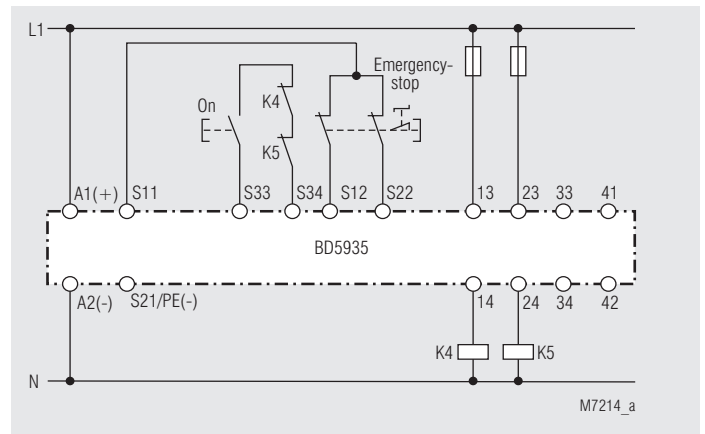 L1
Emergency-
stop
On
K4
K5
A1(+)
S11
S33
S34
S12
S22
13
23
33
41
BD5935
A2(-)
S21/PE(-)
14
24
34
42
K4
K5
N
M7214_a